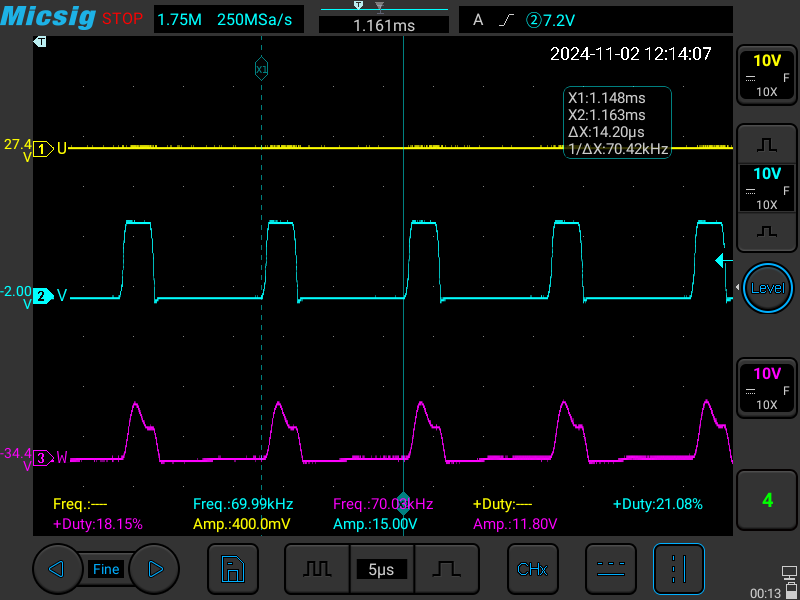 Micsig STOP 1.75M 250MSa/s T 1.161ms A ② 7.2V
T
2024-11-02 12:14:07
10V
F
10X
X1
X1:1.148ms
X2:1.163ms
ΔX:14.20µs
1/ΔX:70.42kHz
27.4 V 1 U
10V
F
10X
-2.00 V 2 V
Level
10V
F
10X
-34.4 V 3 W
Freq.:---- Freq.:69.99kHz Freq.:70.0 kHz +Duty:---- +Duty:21.08%
+Duty:18.15% Amp.:400.0mV Amp.:15.00V Amp.:11.80V
4
Fine 5µs CHx
00:13